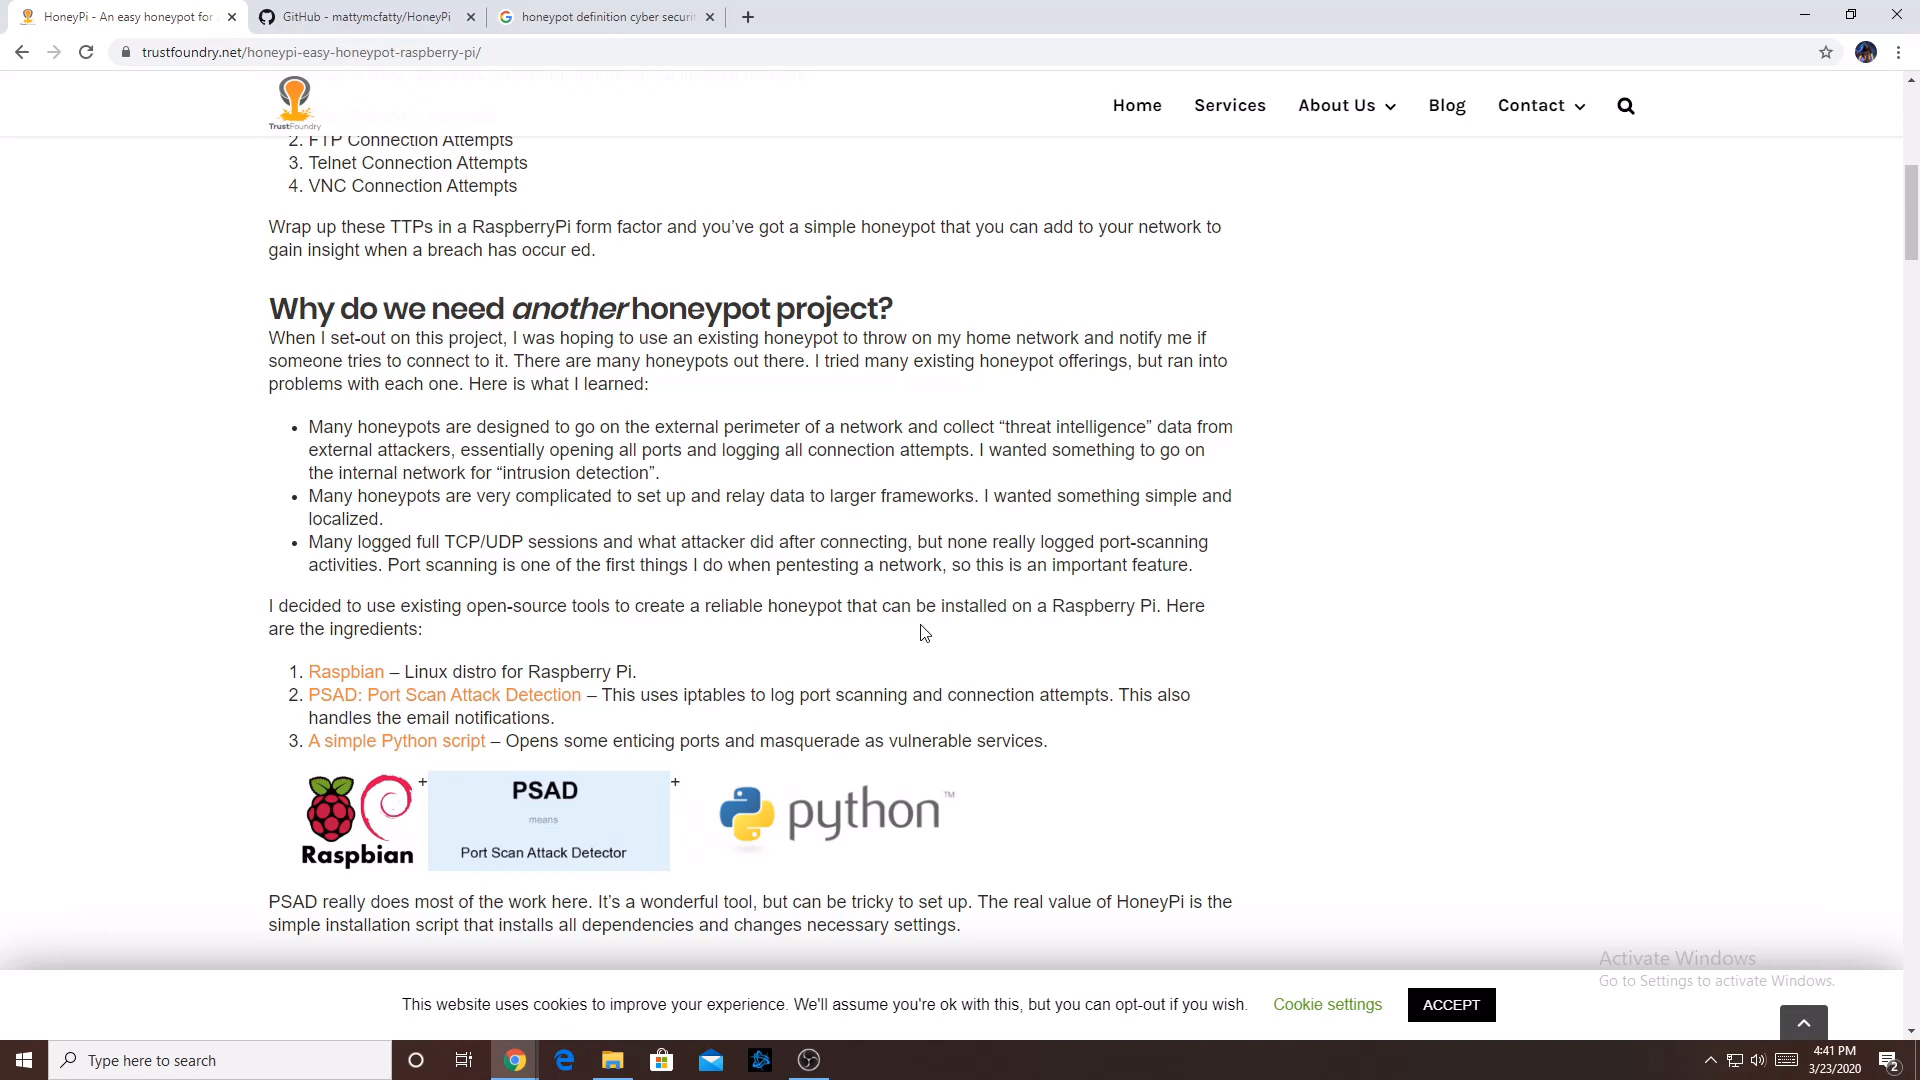 HoneyPi - An easy honeypot for
GitHub - mattymcfatty/HoneyPi
honeypot definition cyber securit
trustfoundry.net/honeypi-easy-honeypot-raspberry-pi/
TrustFoundry
Home
Services
About Us
Blog
Contact
2. FTP Connection Attempts
3. Telnet Connection Attempts
4. VNC Connection Attempts
Wrap up these TTPs in a RaspberryPi form factor and you’ve got a simple honeypot that you can add to your network to
gain insight when a breach has occur ed.
Why do we need another honeypot project?
When I set-out on this project, I was hoping to use an existing honeypot to throw on my home network and notify me if
someone tries to connect to it. There are many honeypots out there. I tried many existing honeypot offerings, but ran into
problems with each one. Here is what I learned:
• Many honeypots are designed to go on the external perimeter of a network and collect “threat intelligence” data from
external attackers, essentially opening all ports and logging all connection attempts. I wanted something to go on
the internal network for “intrusion detection”.
• Many honeypots are very complicated to set up and relay data to larger frameworks. I wanted something simple and
localized.
• Many logged full TCP/UDP sessions and what attacker did after connecting, but none really logged port-scanning
activities. Port scanning is one of the first things I do when pentesting a network, so this is an important feature.
I decided to use existing open-source tools to create a reliable honeypot that can be installed on a Raspberry Pi. Here
are the ingredients:
1. Raspbian – Linux distro for Raspberry Pi.
2. PSAD: Port Scan Attack Detection – This uses iptables to log port scanning and connection attempts. This also
handles the email notifications.
3. A simple Python script – Opens some enticing ports and masquerade as vulnerable services.
Raspbian
+
PSAD
means
Port Scan Attack Detector
+
python™
PSAD really does most of the work here. It’s a wonderful tool, but can be tricky to set up. The real value of HoneyPi is the
simple installation script that installs all dependencies and changes necessary settings.
Activate Windows
Go to Settings to activate Windows.
This website uses cookies to improve your experience. We'll assume you're ok with this, but you can opt-out if you wish.
Cookie settings
ACCEPT
Type here to search
4:41 PM
3/23/2020
2